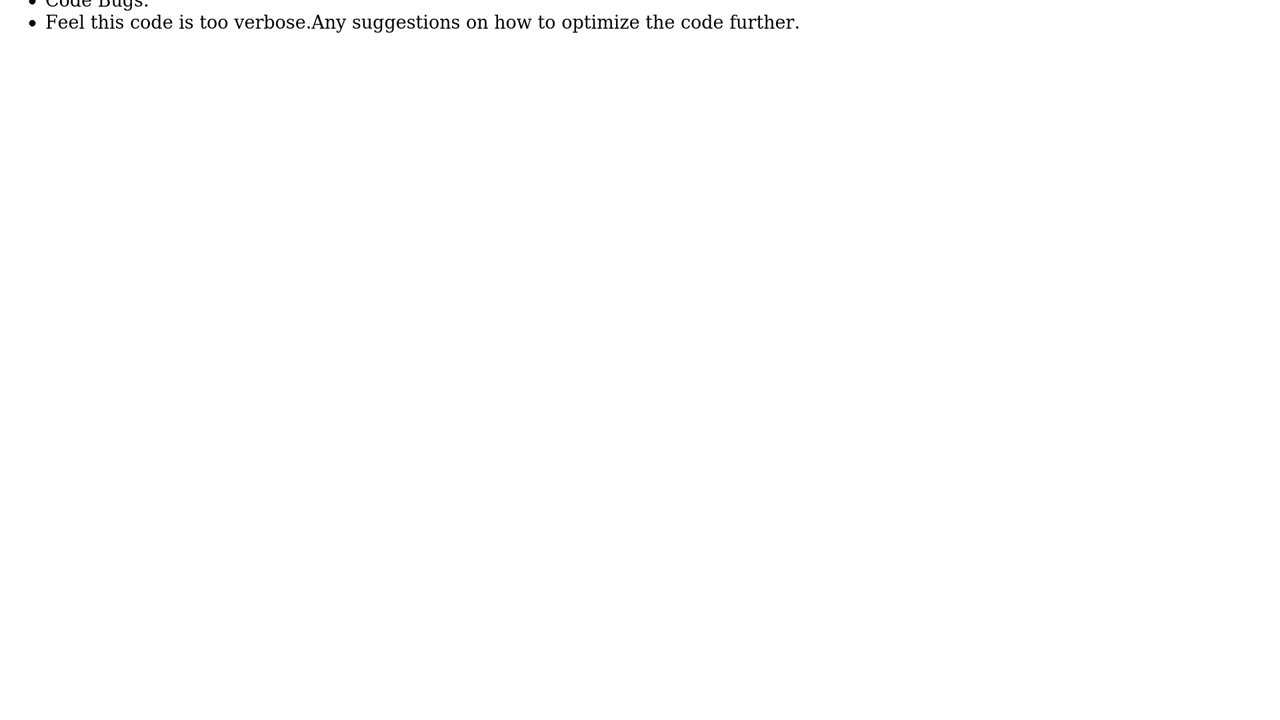 Code Bugs.
Feel this code is too verbose.Any suggestions on how to optimize the code further.